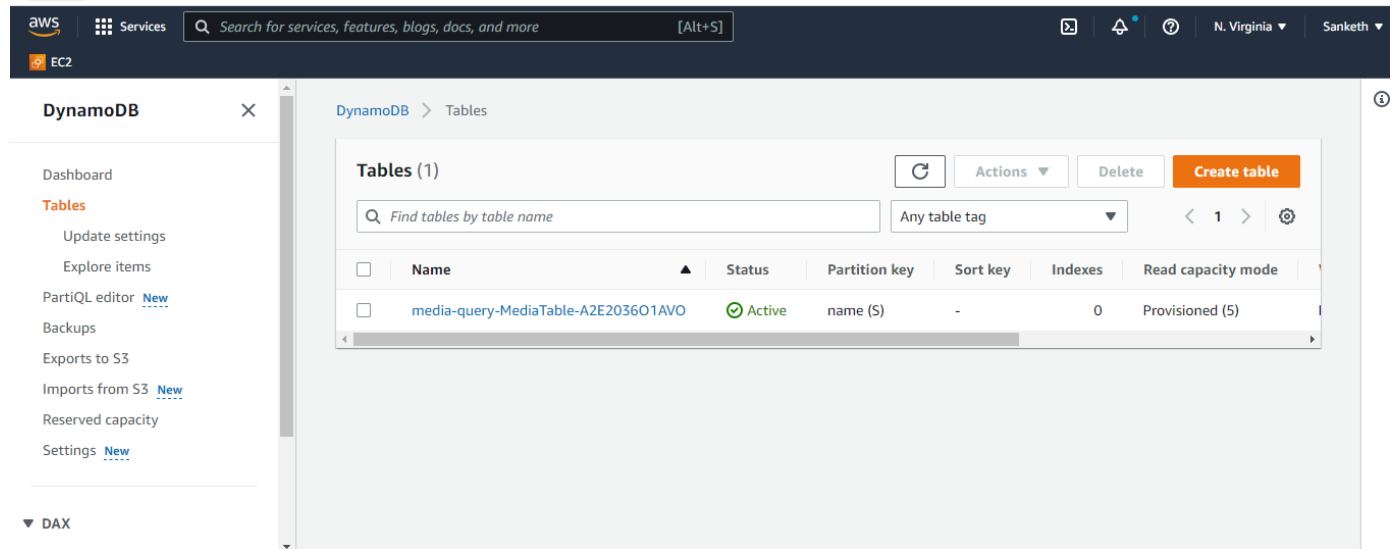 aws Services Search for services, features, blogs, docs, and more [Alt+S] N. Virginia Sanketh
EC2
DynamoDB
Dashboard
Tables
Update settings
Explore items
PartiQL editor New
Backups
Exports to S3
Imports from S3 New
Reserved capacity
Settings New
DAX
DynamoDB > Tables
Tables (1) Actions Delete Create table
Find tables by table name Any table tag < 1 >
Name Status Partition key Sort key Indexes Read capacity mode
media-query-MediaTable-A2E2036O1AVO Active name (S) - 0 Provisioned (5)